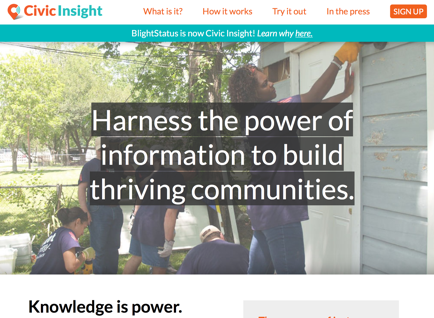 Civic Insight
What is it? How it works Try it out In the press SIGN UP
BlightStatus is now Civic Insight! Learn why here.
Harness the power of
information to build
thriving communities.
Knowledge is power.